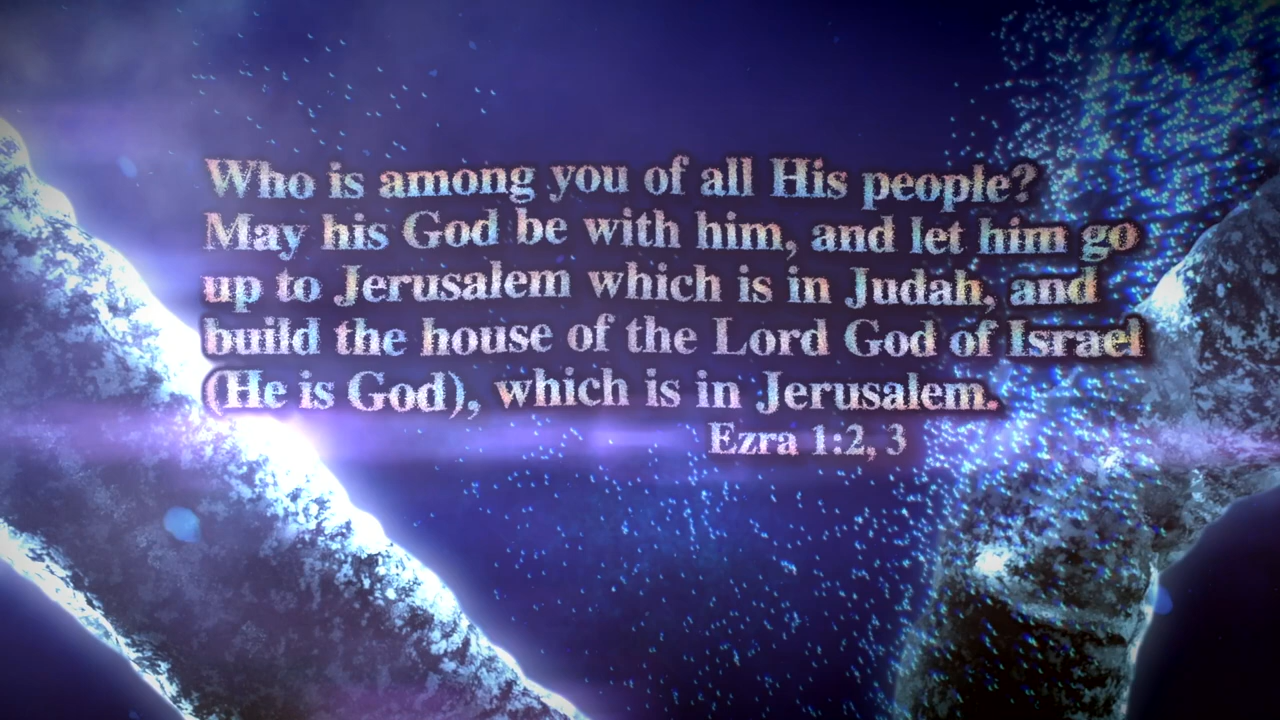 Who is among you of all His people?
May his God be with him, and let him go
up to Jerusalem which is in Judah, and
build the house of the Lord God of Israel
(He is God), which is in Jerusalem.
Ezra 1:2, 3